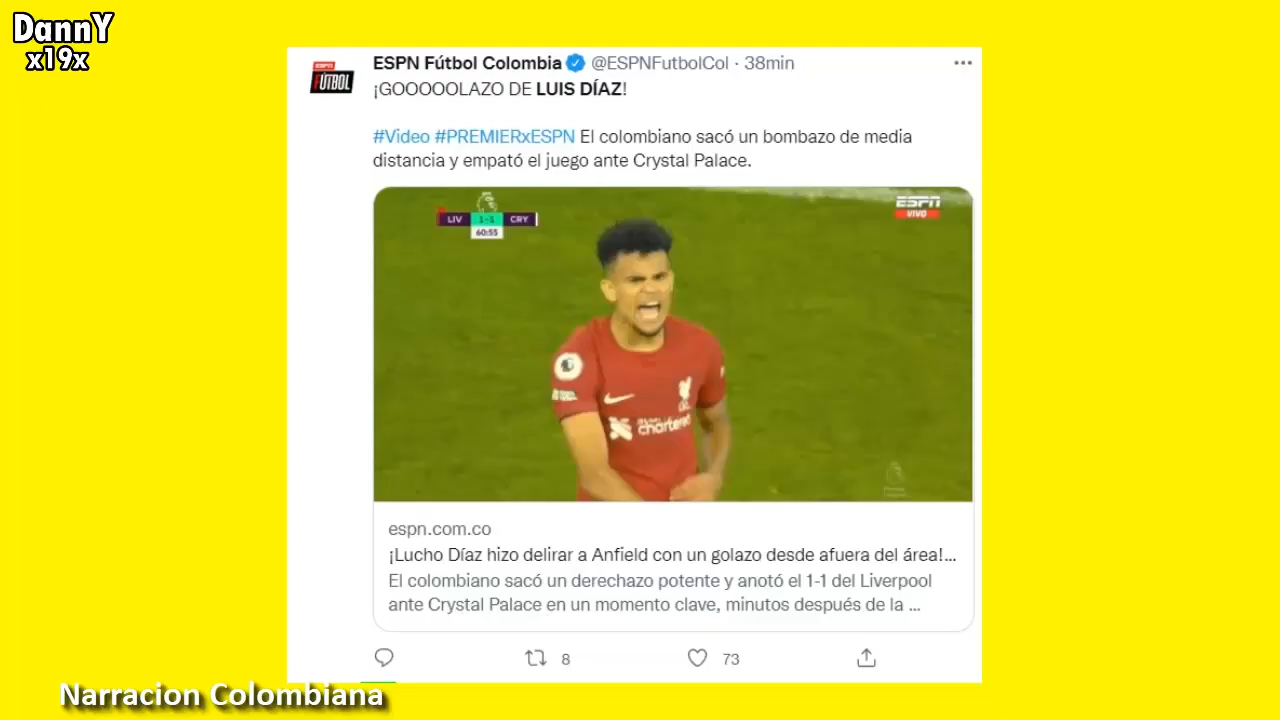 DannY
x19x
ESPN Fútbol Colombia @ESPNFutbolCol · 38min
ESPN
FÚTBOL
¡GOOOOOLAZO DE LUIS DÍAZ!
#Video #PREMIERxESPN El colombiano sacó un bombazo de media
distancia y empató el juego ante Crystal Palace.
ESPN
VIVO
LIV 1-1 CRY
60:55
chartered
espn.com.co
¡Lucho Díaz hizo delirar a Anfield con un golazo desde afuera del área!...
El colombiano sacó un derechazo potente y anotó el 1-1 del Liverpool
ante Crystal Palace en un momento clave, minutos después de la ...
8
73
Narracion Colombiana